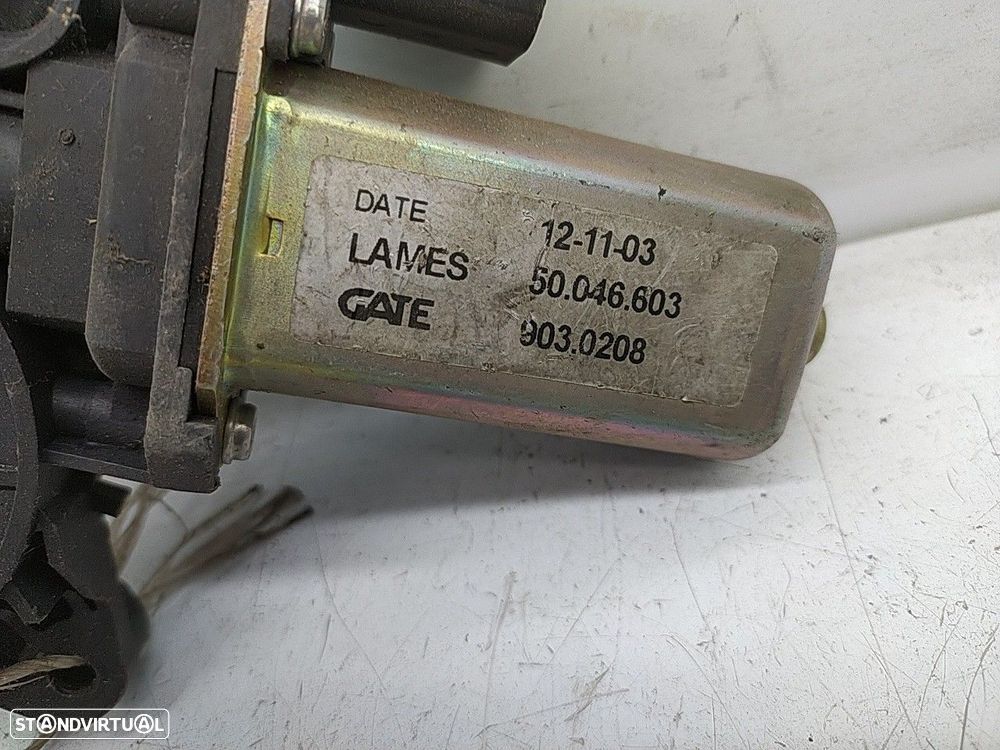 DATE 12-11-03
LAMES 50.046.603
GATE 903.0208
STANDVIRTUAL